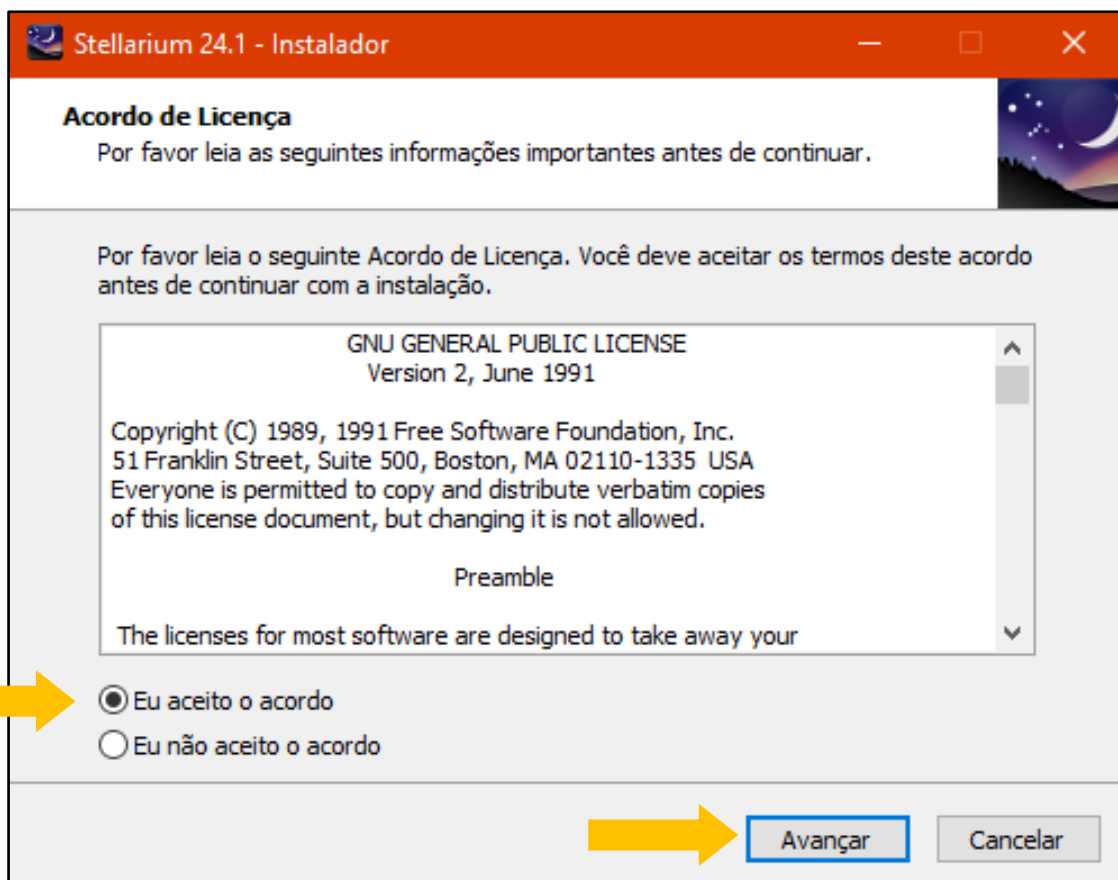 Stellarium 24.1 - Instalador
Acordo de Licença
Por favor leia as seguintes informações importantes antes de continuar.
Por favor leia o seguinte Acordo de Licença. Você deve aceitar os termos deste acordo
antes de continuar com a instalação.
GNU GENERAL PUBLIC LICENSE
Version 2, June 1991
Copyright (C) 1989, 1991 Free Software Foundation, Inc.
51 Franklin Street, Suite 500, Boston, MA 02110-1335 USA
Everyone is permitted to copy and distribute verbatim copies
of this license document, but changing it is not allowed.
Preamble
The licenses for most software are designed to take away your
Eu aceito o acordo
Eu não aceito o acordo
Avançar Cancelar